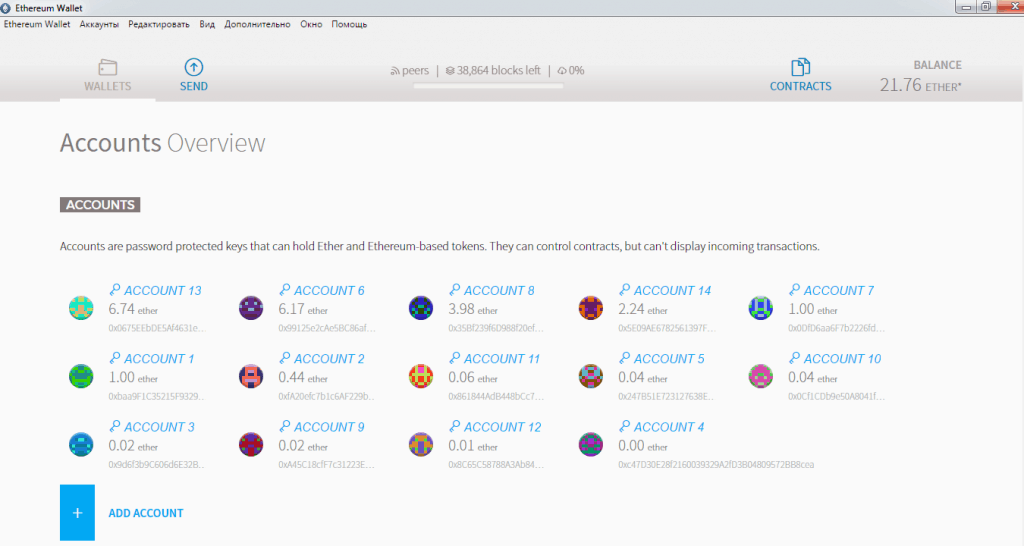 Ethereum Wallet
Ethereum Wallet Аккаунты Редактировать Вид Дополнительно Окно Помощь
peers | 38,864 blocks left | 0%
WALLETS SEND CONTRACTS
BALANCE
21.76 ETHER*
Accounts Overview
ACCOUNTS
Accounts are password protected keys that can hold Ether and Ethereum-based tokens. They can control contracts, but can't display incoming transactions.
ACCOUNT 13 ACCOUNT 6 ACCOUNT 8 ACCOUNT 14 ACCOUNT 7
6.74 ether 6.17 ether 3.98 ether 2.24 ether 1.00 ether
0x0675EEbDE5Af4631e... 0x99125e2cAe5BC86af... 0x35Bf239f6D988f20ef... 0x5E09AE6782561397F... 0x00fD6aa6F7b2226fd...
ACCOUNT 1 ACCOUNT 2 ACCOUNT 11 ACCOUNT 5 ACCOUNT 10
1.00 ether 0.44 ether 0.06 ether 0.04 ether 0.04 ether
0xbaa9F1C35215F9329... 0xfA20efc7b1c6AF229b... 0x861844AdB448bCc7... 0x247B51E723127638E... 0x0Cf1CDb9e50A8041f...
ACCOUNT 3 ACCOUNT 9 ACCOUNT 12 ACCOUNT 4
0.02 ether 0.02 ether 0.01 ether 0.00 ether
0x9d6f3b9C606d6E32B... 0xA45C18cfF7c31223E... 0x8C65C58788A3Ab84... 0xc47D30E28f2160039329A2fD3B04809572BB8cea
+ ADD ACCOUNT